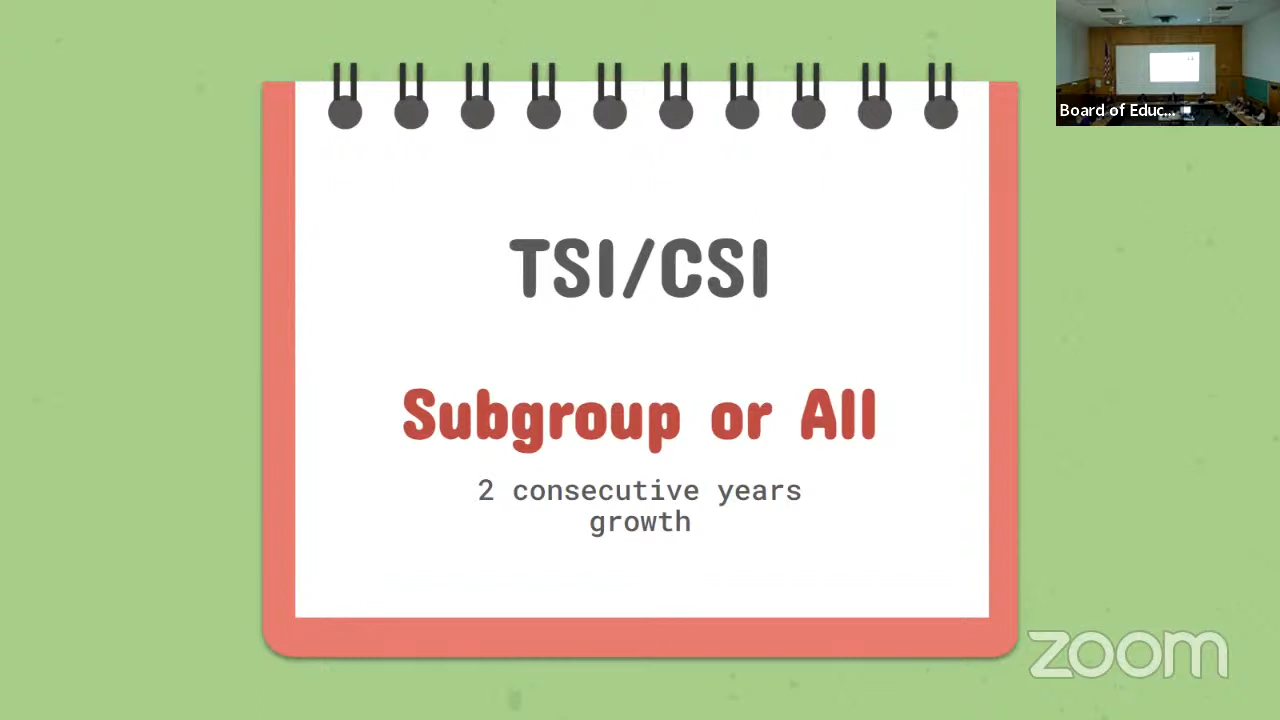 Board of Educ...
TSI/CSI
Subgroup or All
2 consecutive years
growth
zoom